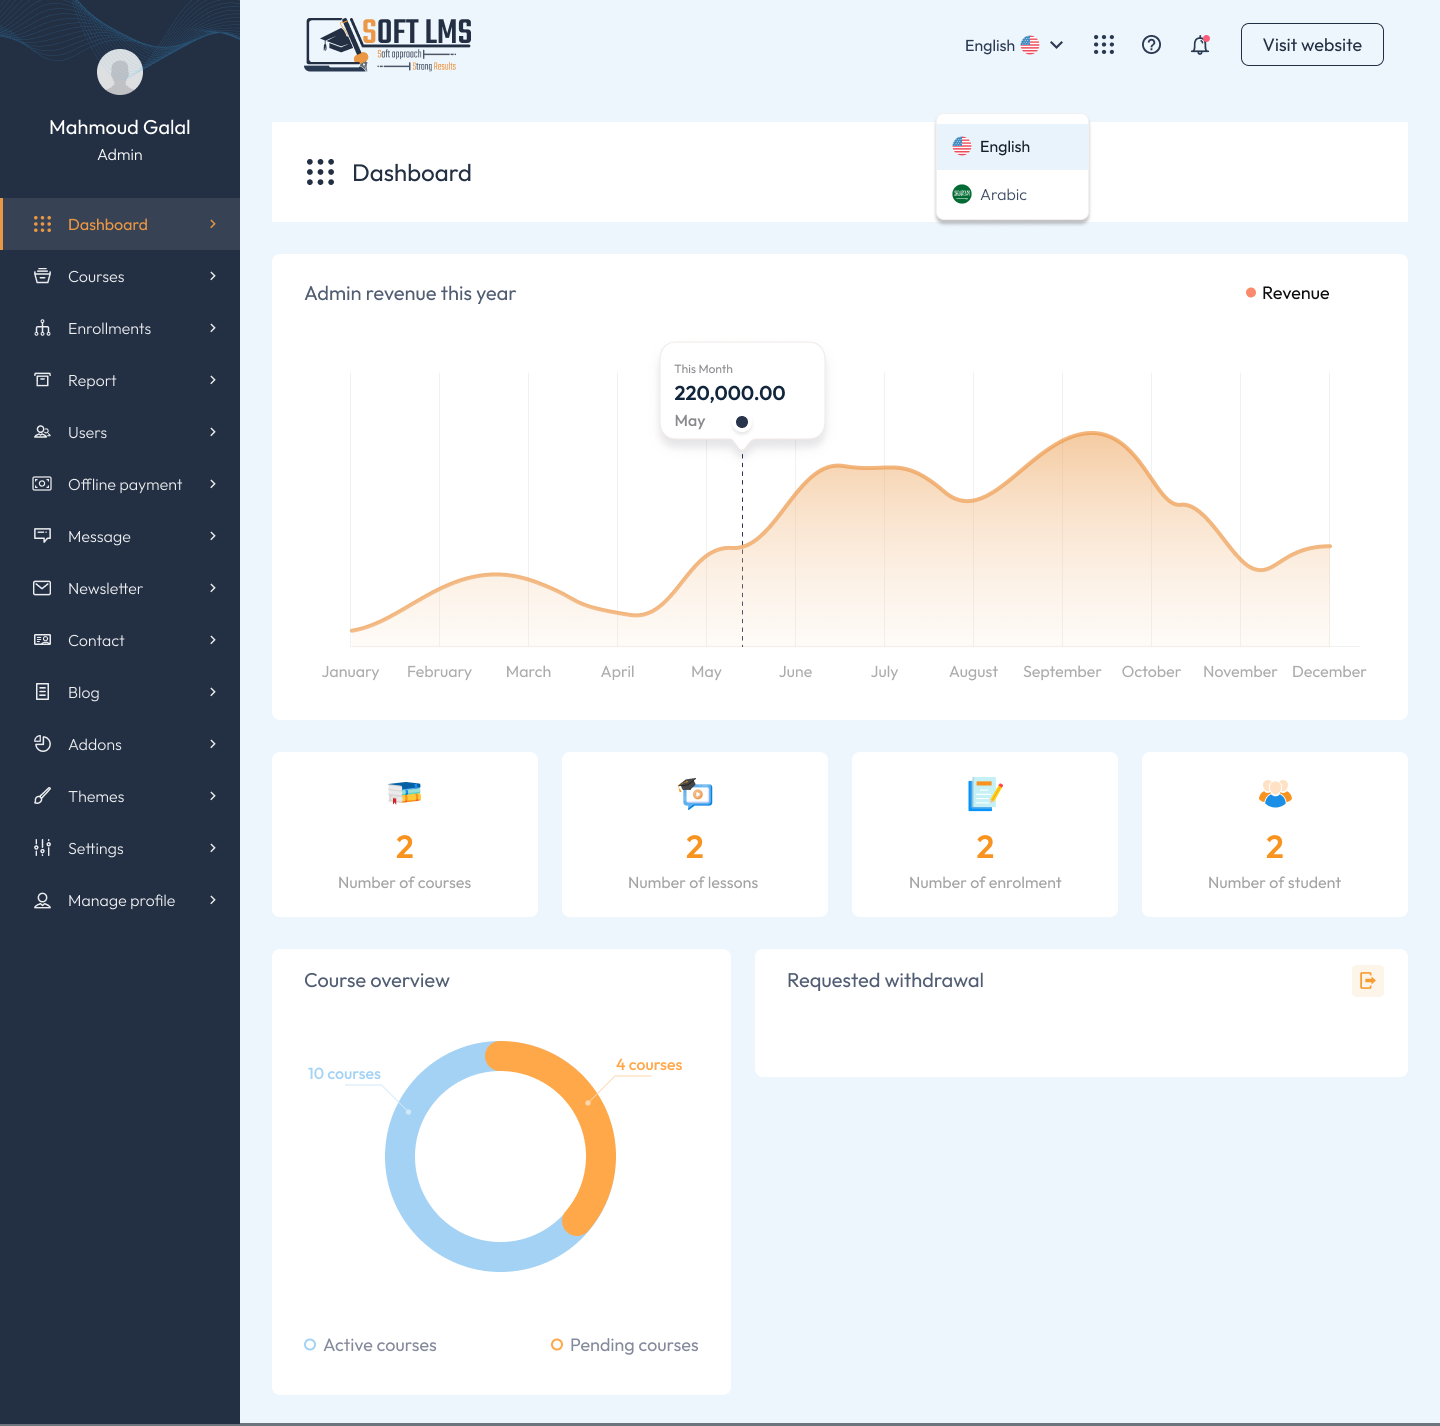 Mahmoud Galal
Admin
Dashboard
Courses
Enrollments
Report
Users
Offline payment
Message
Newsletter
Contact
Blog
Addons
Themes
Settings
Manage profile
SOFT LMS
Soft approach
Strong Results
English
Visit website
Dashboard
English
Arabic
Admin revenue this year
Revenue
This Month
220,000.00
May
January February March April May June July August September October November December
2
Number of courses
2
Number of lessons
2
Number of enrolment
2
Number of student
Course overview
10 courses
4 courses
Active courses
Pending courses
Requested withdrawal